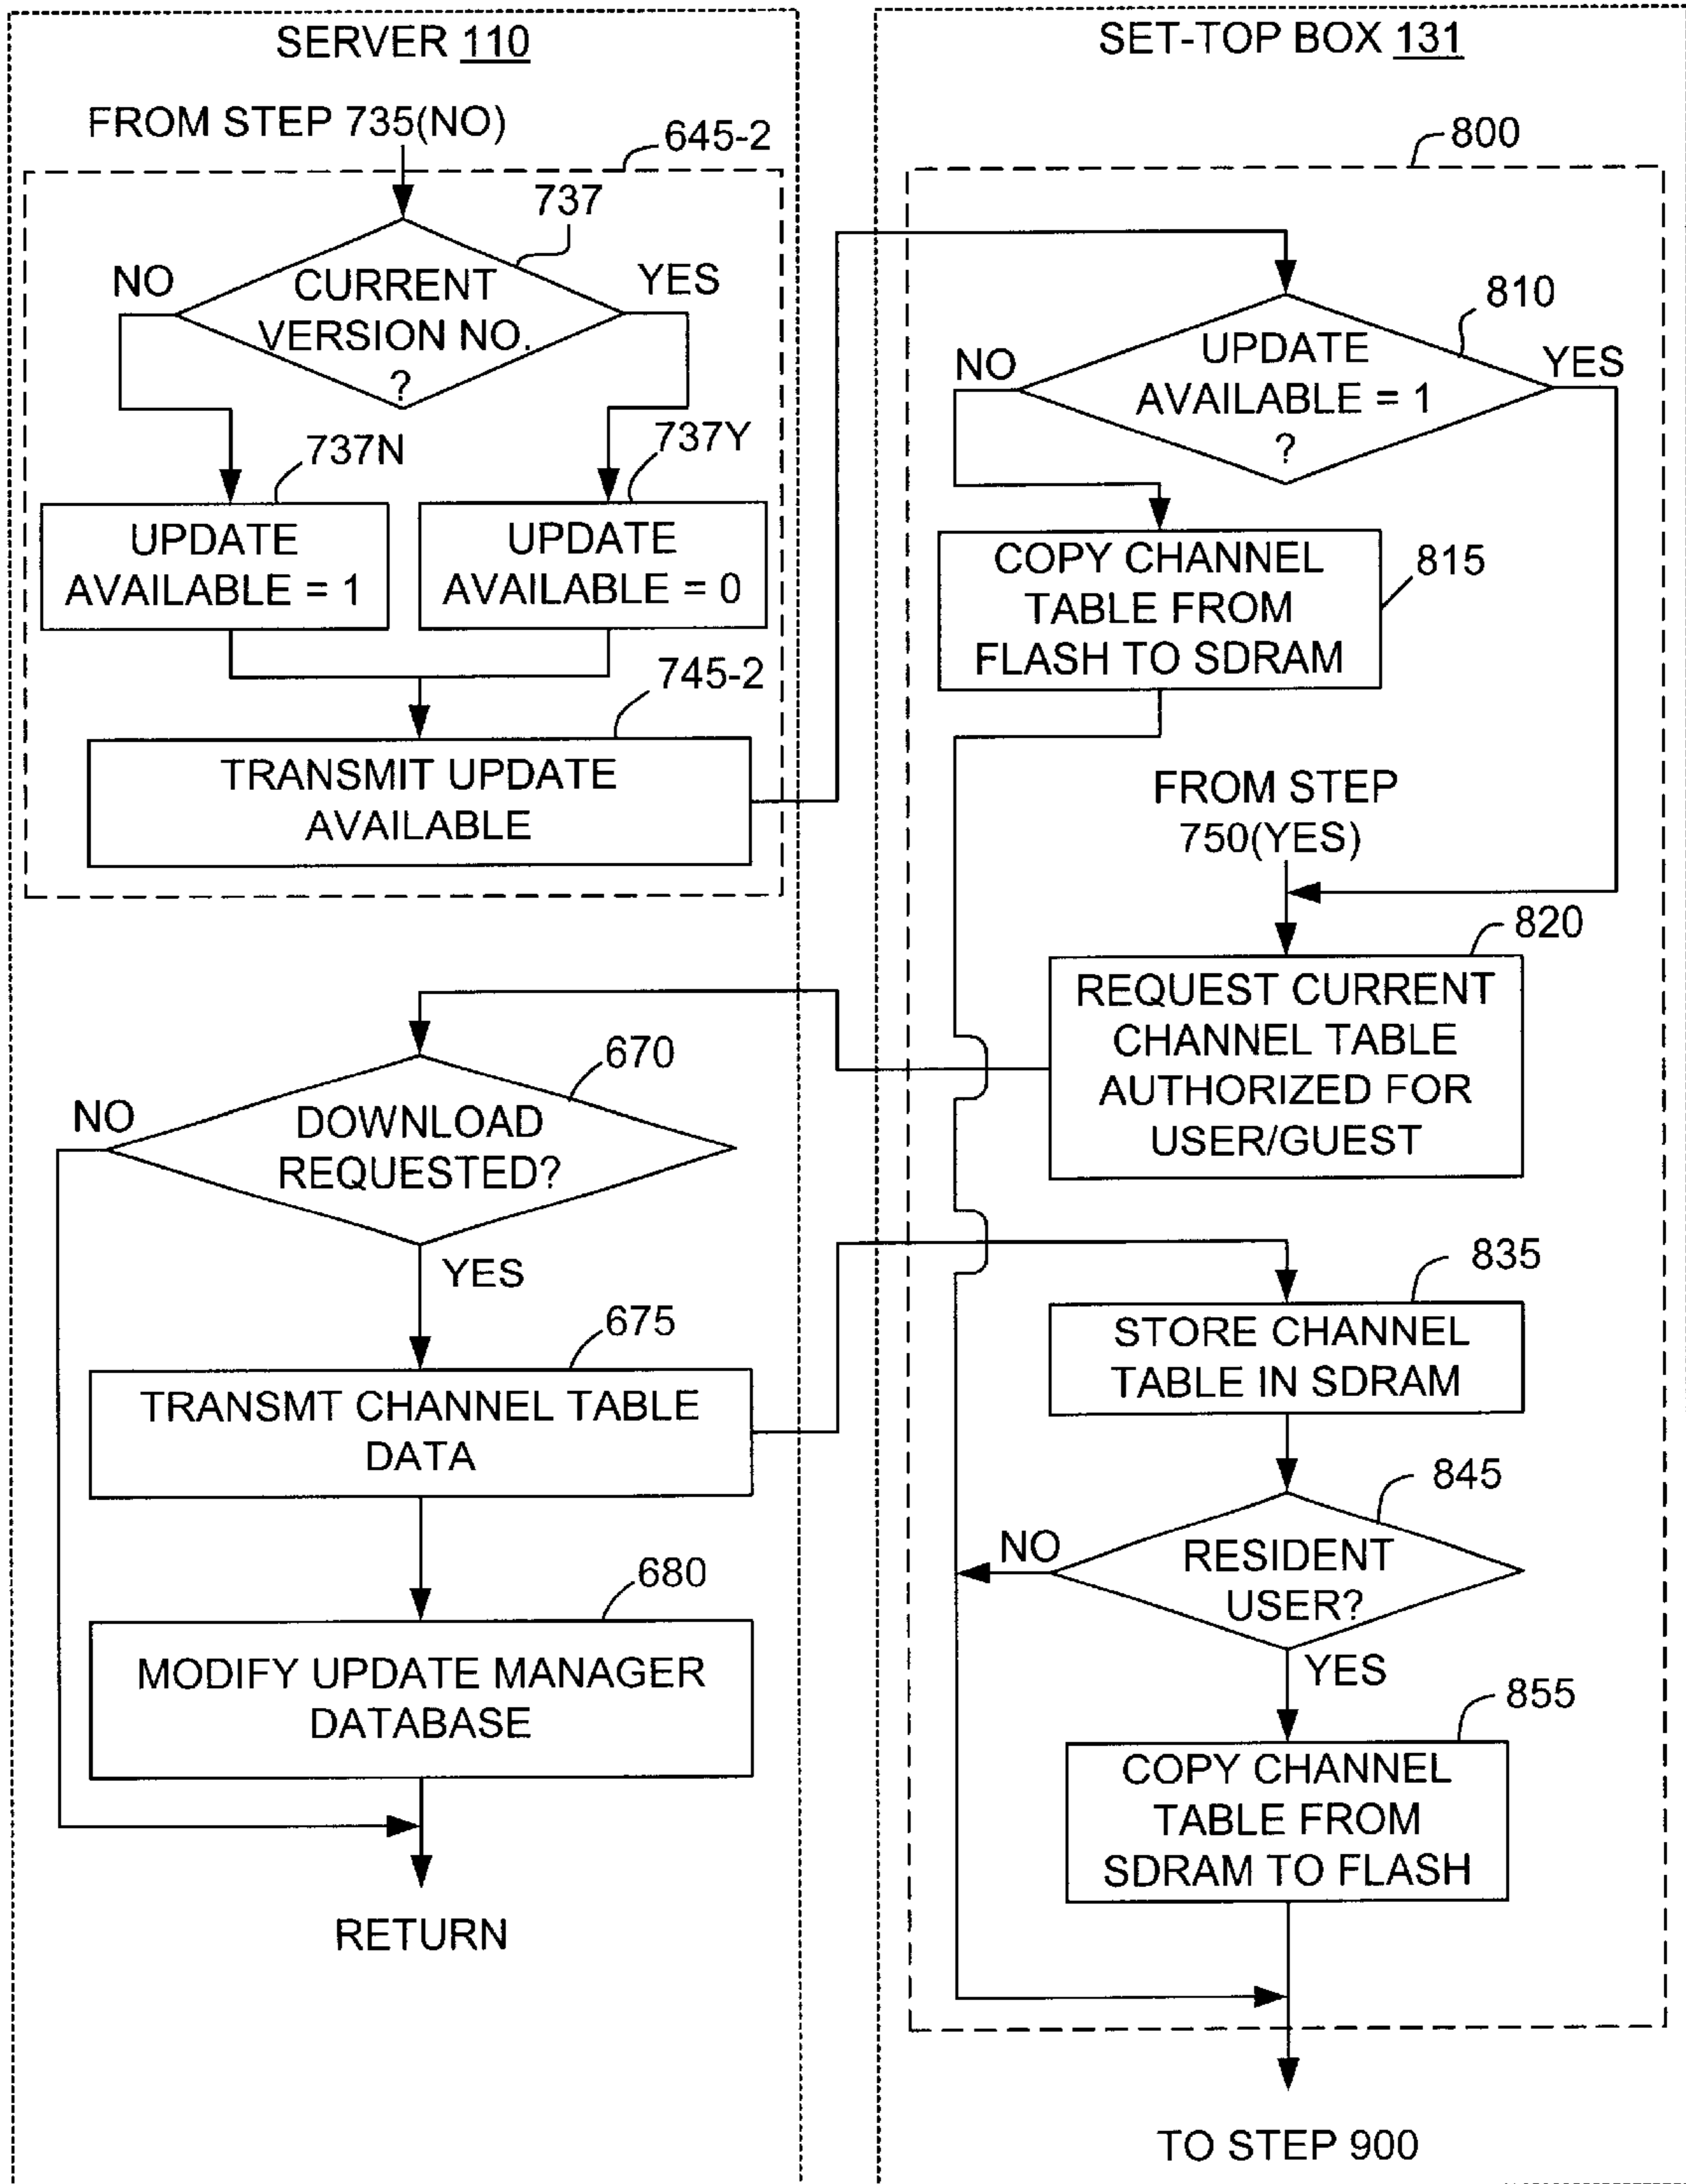 SERVER 110
FROM STEP 735(NO)
645-2
737
NO
YES
CURRENT
VERSION NO.
?
737N
737Y
UPDATE
AVAILABLE = 1
UPDATE
AVAILABLE = 0
745-2
TRANSMIT UPDATE
AVAILABLE
670
NO
DOWNLOAD
REQUESTED?
YES
675
TRANSMT CHANNEL TABLE
DATA
680
MODIFY UPDATE MANAGER
DATABASE
RETURN
SET-TOP BOX 131
800
810
NO
YES
UPDATE
AVAILABLE = 1
?
COPY CHANNEL
TABLE FROM
FLASH TO SDRAM
815
FROM STEP
750(YES)
820
REQUEST CURRENT
CHANNEL TABLE
AUTHORIZED FOR
USER/GUEST
835
STORE CHANNEL
TABLE IN SDRAM
845
NO
RESIDENT
USER?
YES
855
COPY CHANNEL
TABLE FROM
SDRAM TO FLASH
TO STEP 900